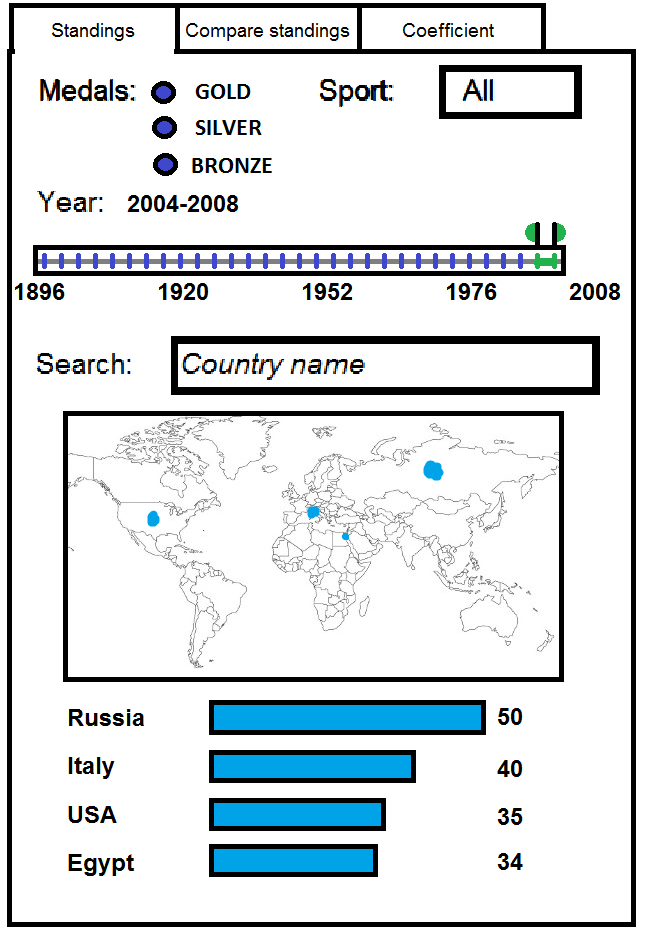 Standings Compare standings Coefficient
Medals: GOLD Sport: All
SILVER
BRONZE
Year: 2004-2008
1896 1920 1952 1976 2008
Search: Country name
Russia 50
Italy 40
USA 35
Egypt 34